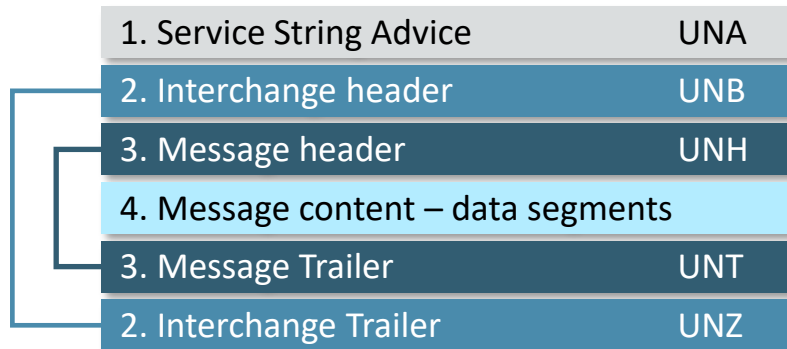 1. Service String Advice UNA
2. Interchange header UNB
3. Message header UNH
4. Message content – data segments
3. Message Trailer UNT
2. Interchange Trailer UNZ